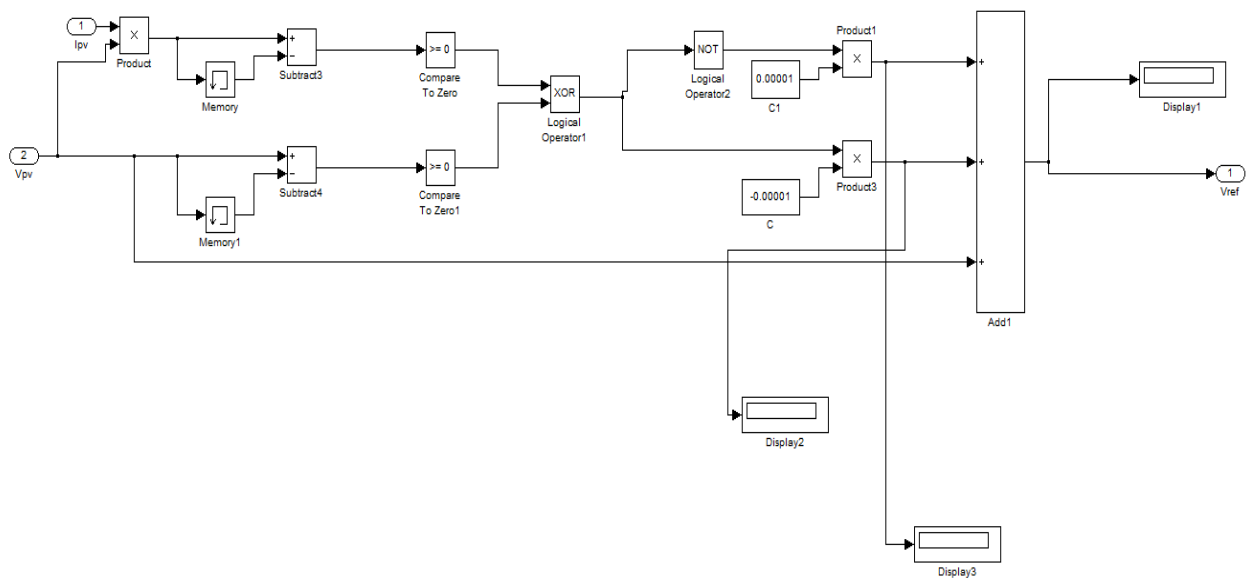 1
Ipv
X
Product
Memory
+
−
Subtract3
>= 0
Compare
To Zero
XOR
Logical
Operator1
NOT
Logical
Operator2
0.00001
C1
Product1
X
+
Display1
2
Vpv
Memory1
+
−
Subtract4
>= 0
Compare
To Zero1
-0.00001
C
X
Product3
+
1
Vref
+
Add1
Display2
Display3